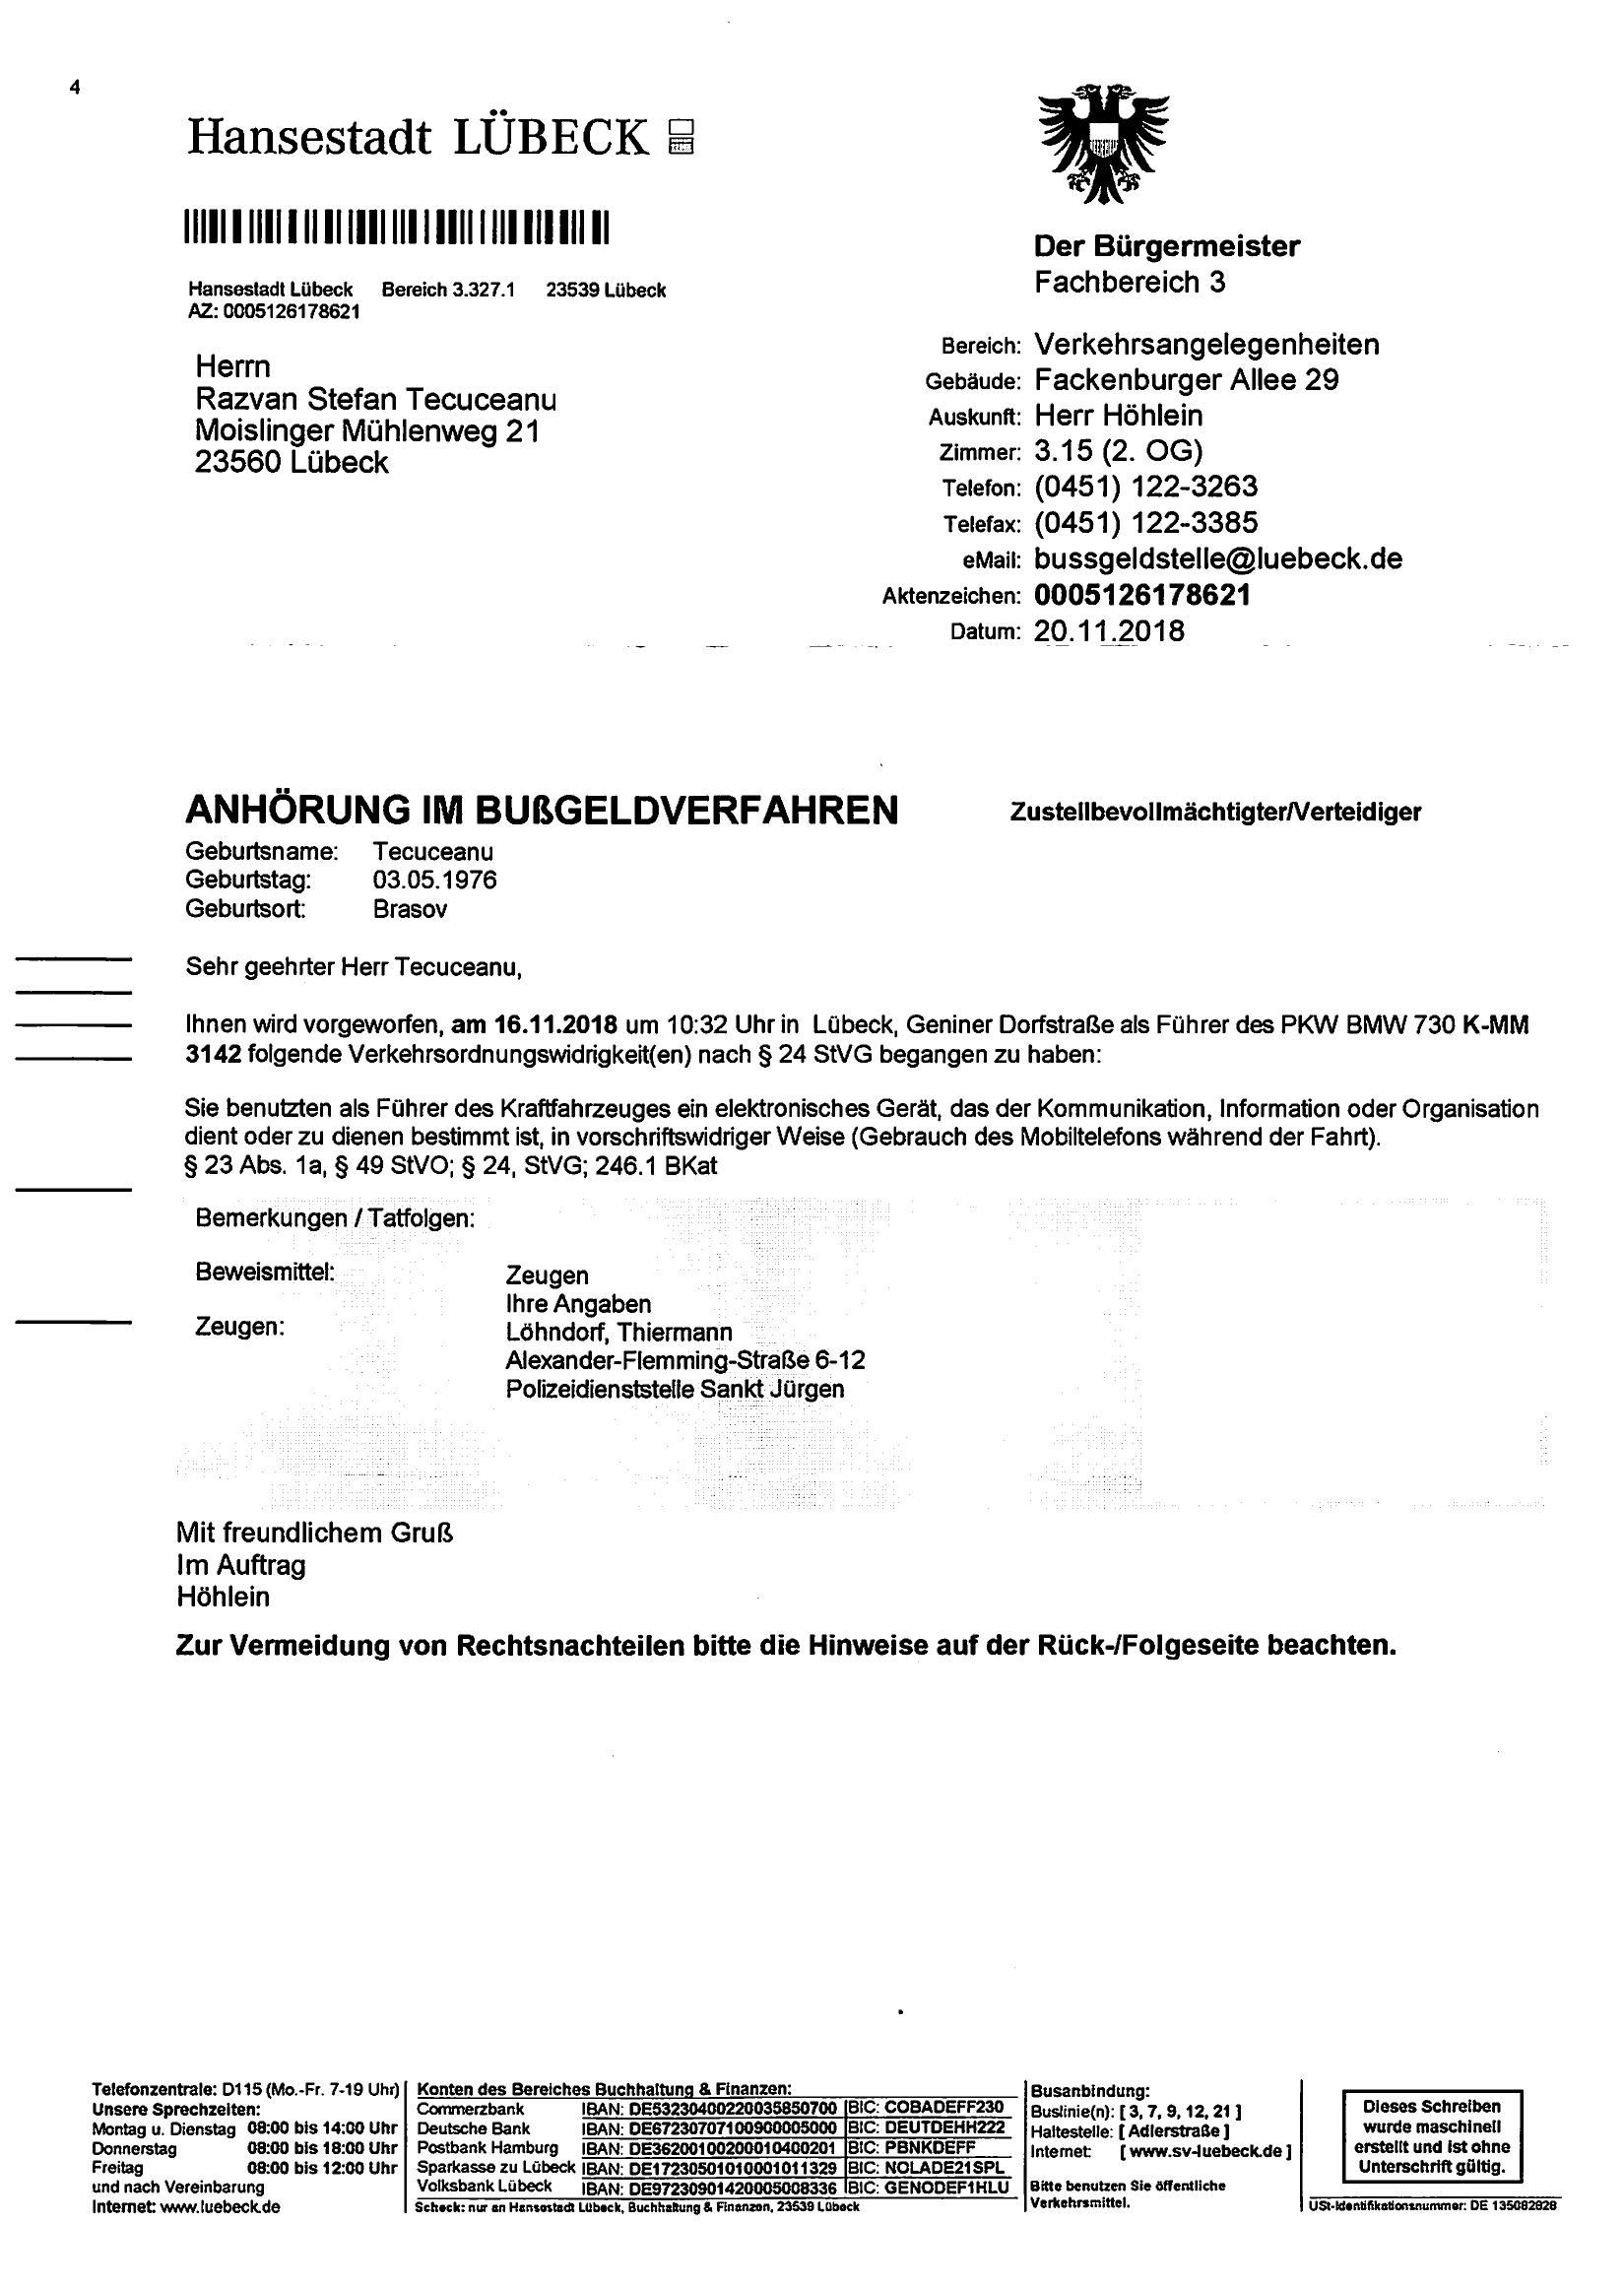 4
Hansestadt LÜBECK
Hansestadt Lübeck Bereich 3.327.1 23539 Lübeck
AZ: 0005126178621
Herrn
Razvan Stefan Tecuceanu
Moislinger Mühlenweg 21
23560 Lübeck
Der Bürgermeister
Fachbereich 3
Bereich: Verkehrsangelegenheiten
Gebäude: Fackenburger Allee 29
Auskunft: Herr Höhlein
Zimmer: 3.15 (2. OG)
Telefon: (0451) 122-3263
Telefax: (0451) 122-3385
eMail: bussgeldstelle@luebeck.de
Aktenzeichen: 0005126178621
Datum: 20.11.2018
ANHÖRUNG IM BUßGELDVERFAHREN Zustellbevollmächtigter/Verteidiger
Geburtsname: Tecuceanu
Geburtstag: 03.05.1976
Geburtsort: Brasov
Sehr geehrter Herr Tecuceanu,
Ihnen wird vorgeworfen, am 16.11.2018 um 10:32 Uhr in Lübeck, Geniner Dorfstraße als Führer des PKW BMW 730 K-MM
3142 folgende Verkehrsordnungswidrigkeit(en) nach § 24 StVG begangen zu haben:
Sie benutzten als Führer des Kraftfahrzeuges ein elektronisches Gerät, das der Kommunikation, Information oder Organisation
dient oder zu dienen bestimmt ist, in vorschriftswidriger Weise (Gebrauch des Mobiltelefons während der Fahrt).
§ 23 Abs. 1a, § 49 StVO; § 24, StVG; 246.1 BKat
Bemerkungen / Tatfolgen:
Beweismittel: Zeugen
Ihre Angaben
Zeugen: Löhndorf, Thiermann
Alexander-Flemming-Straße 6-12
Polizeidienststelle Sankt Jürgen
Mit freundlichem Gruß
Im Auftrag
Höhlein
Zur Vermeidung von Rechtsnachteilen bitte die Hinweise auf der Rück-/Folgeseite beachten.
Telefonzentrale: D115 (Mo.-Fr. 7-19 Uhr)
Unsere Sprechzeiten:
Montag u. Dienstag 08:00 bis 14:00 Uhr
Donnerstag 08:00 bis 18:00 Uhr
Freitag 08:00 bis 12:00 Uhr
und nach Vereinbarung
Internet: www.luebeck.de
Konten des Bereiches Buchhaltung & Finanzen:
Commerzbank IBAN: DE53230400220035850700 BIC: COBADEFF230
Deutsche Bank IBAN: DE67230707100900005000 BIC: DEUTDEHH222
Postbank Hamburg IBAN: DE36200100200010400201 BIC: PBNKDEFF
Sparkasse zu Lübeck IBAN: DE17230501010001011329 BIC: NOLADE21SPL
Volksbank Lübeck IBAN: DE97230901420005008336 BIC: GENODEF1HLU
Scheck: nur an Hansestadt Lübeck, Buchhaltung & Finanzen, 23539 Lübeck
Busanbindung:
Buslinie(n): [ 3, 7, 9, 12, 21 ]
Haltestelle: [ Adlerstraße ]
Internet: [ www.sv-luebeck.de ]
Bitte benutzen Sie öffentliche
Verkehrsmittel.
Dieses Schreiben
wurde maschinell
erstellt und ist ohne
Unterschrift gültig.
USt-Identifikationsnummer: DE 135082828